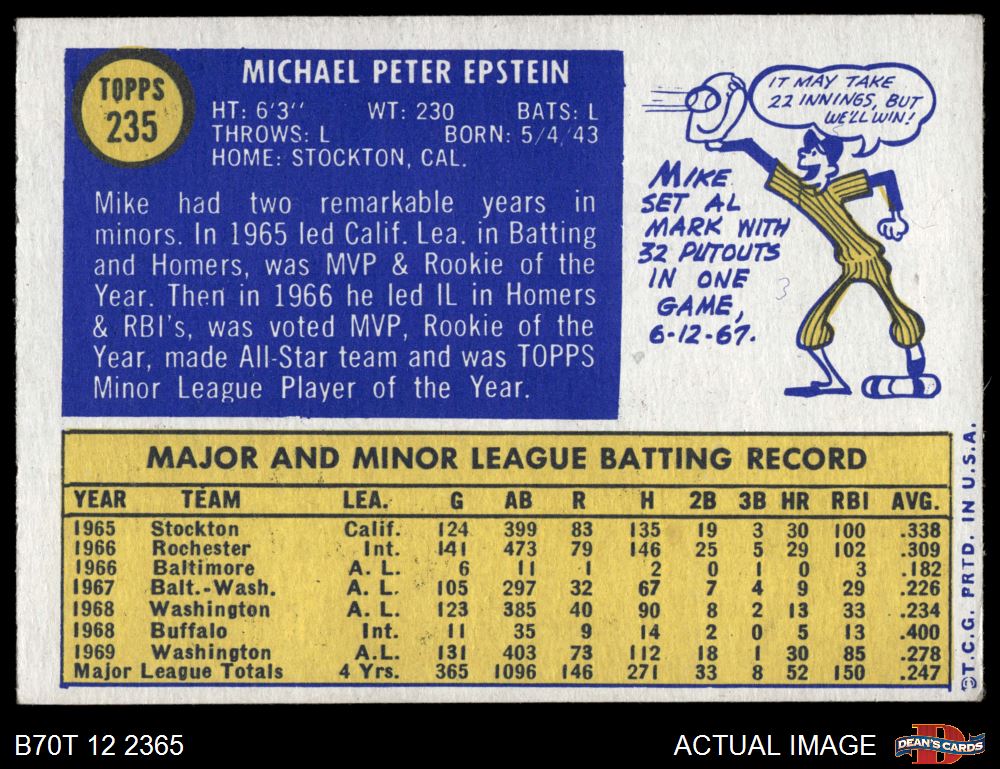 TOPPS
235
MICHAEL PETER EPSTEIN
HT: 6'3'' WT: 230 BATS: L
THROWS: L BORN: 5/4/43
HOME: STOCKTON, CAL.
Mike had two remarkable years in
minors. In 1965 led Calif. Lea. in Batting
and Homers, was MVP & Rookie of the
Year. Then in 1966 he led IL in Homers
& RBI's, was voted MVP, Rookie of the
Year, made All-Star team and was TOPPS
Minor League Player of the Year.
IT MAY TAKE
22 INNINGS, BUT
WE'LL WIN!
MIKE
SET AL
MARK WITH
32 PUTOUTS
IN ONE
GAME,
6-12-67.
3
MAJOR AND MINOR LEAGUE BATTING RECORD
YEAR TEAM LEA. G AB R H 2B 3B HR RBI AVG.
1965 Stockton Calif. 124 399 83 135 19 3 30 100 .338
1966 Rochester Int. 141 473 79 146 25 5 29 102 .309
1966 Baltimore A. L. 6 11 1 2 0 1 0 3 .182
1967 Balt.-Wash. A. L. 105 297 32 67 7 4 9 29 .226
1968 Washington A. L. 123 385 40 90 8 2 13 33 .234
1968 Buffalo Int. 11 35 9 14 2 0 5 13 .400
1969 Washington A.L. 131 403 73 112 18 1 30 85 .278
Major League Totals 4 Yrs. 365 1096 146 271 33 8 52 150 .247
©T.C.G. PRTD. IN U.S.A.
B70T 12 2365
ACTUAL IMAGE
D
DEAN'S CARDS